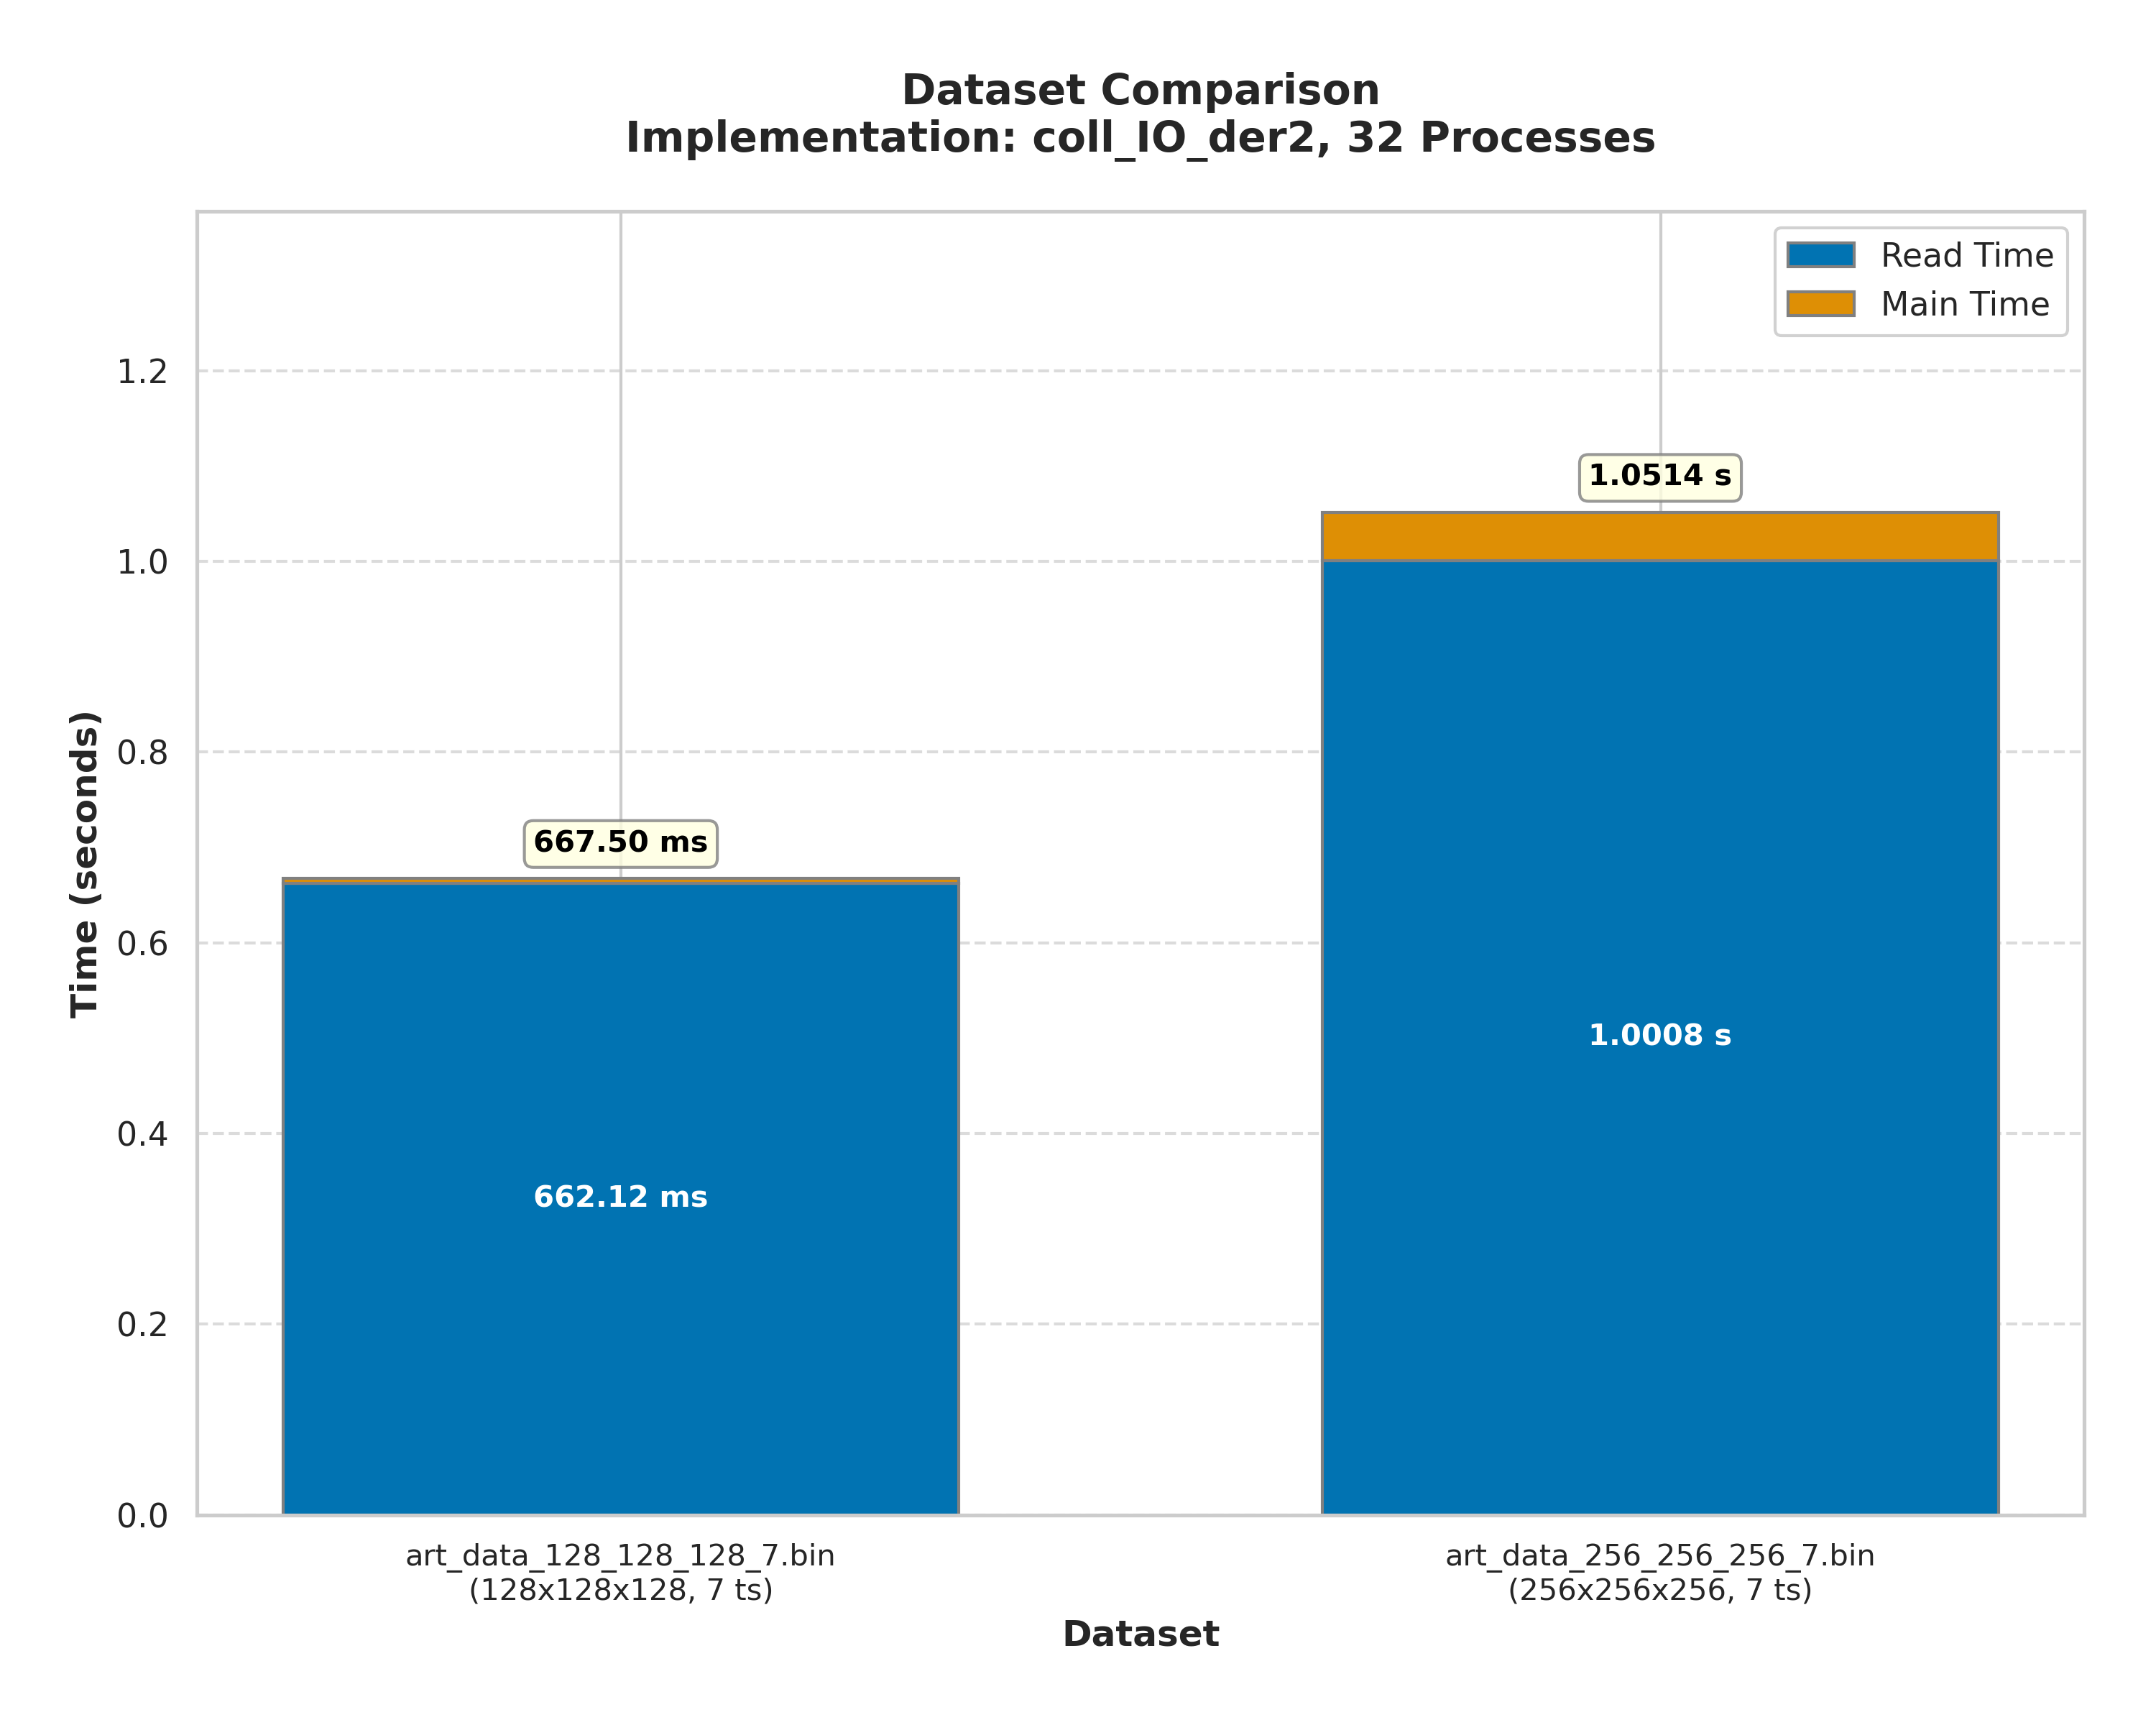 Dataset Comparison
Implementation: coll_IO_der2, 32 Processes
Read Time
Main Time
1.2
1.0
0.8
0.6
0.4
0.2
0.0
Time (seconds)
667.50 ms
662.12 ms
1.0514 s
1.0008 s
art_data_128_128_128_7.bin
(128x128x128, 7 ts)
art_data_256_256_256_7.bin
(256x256x256, 7 ts)
Dataset